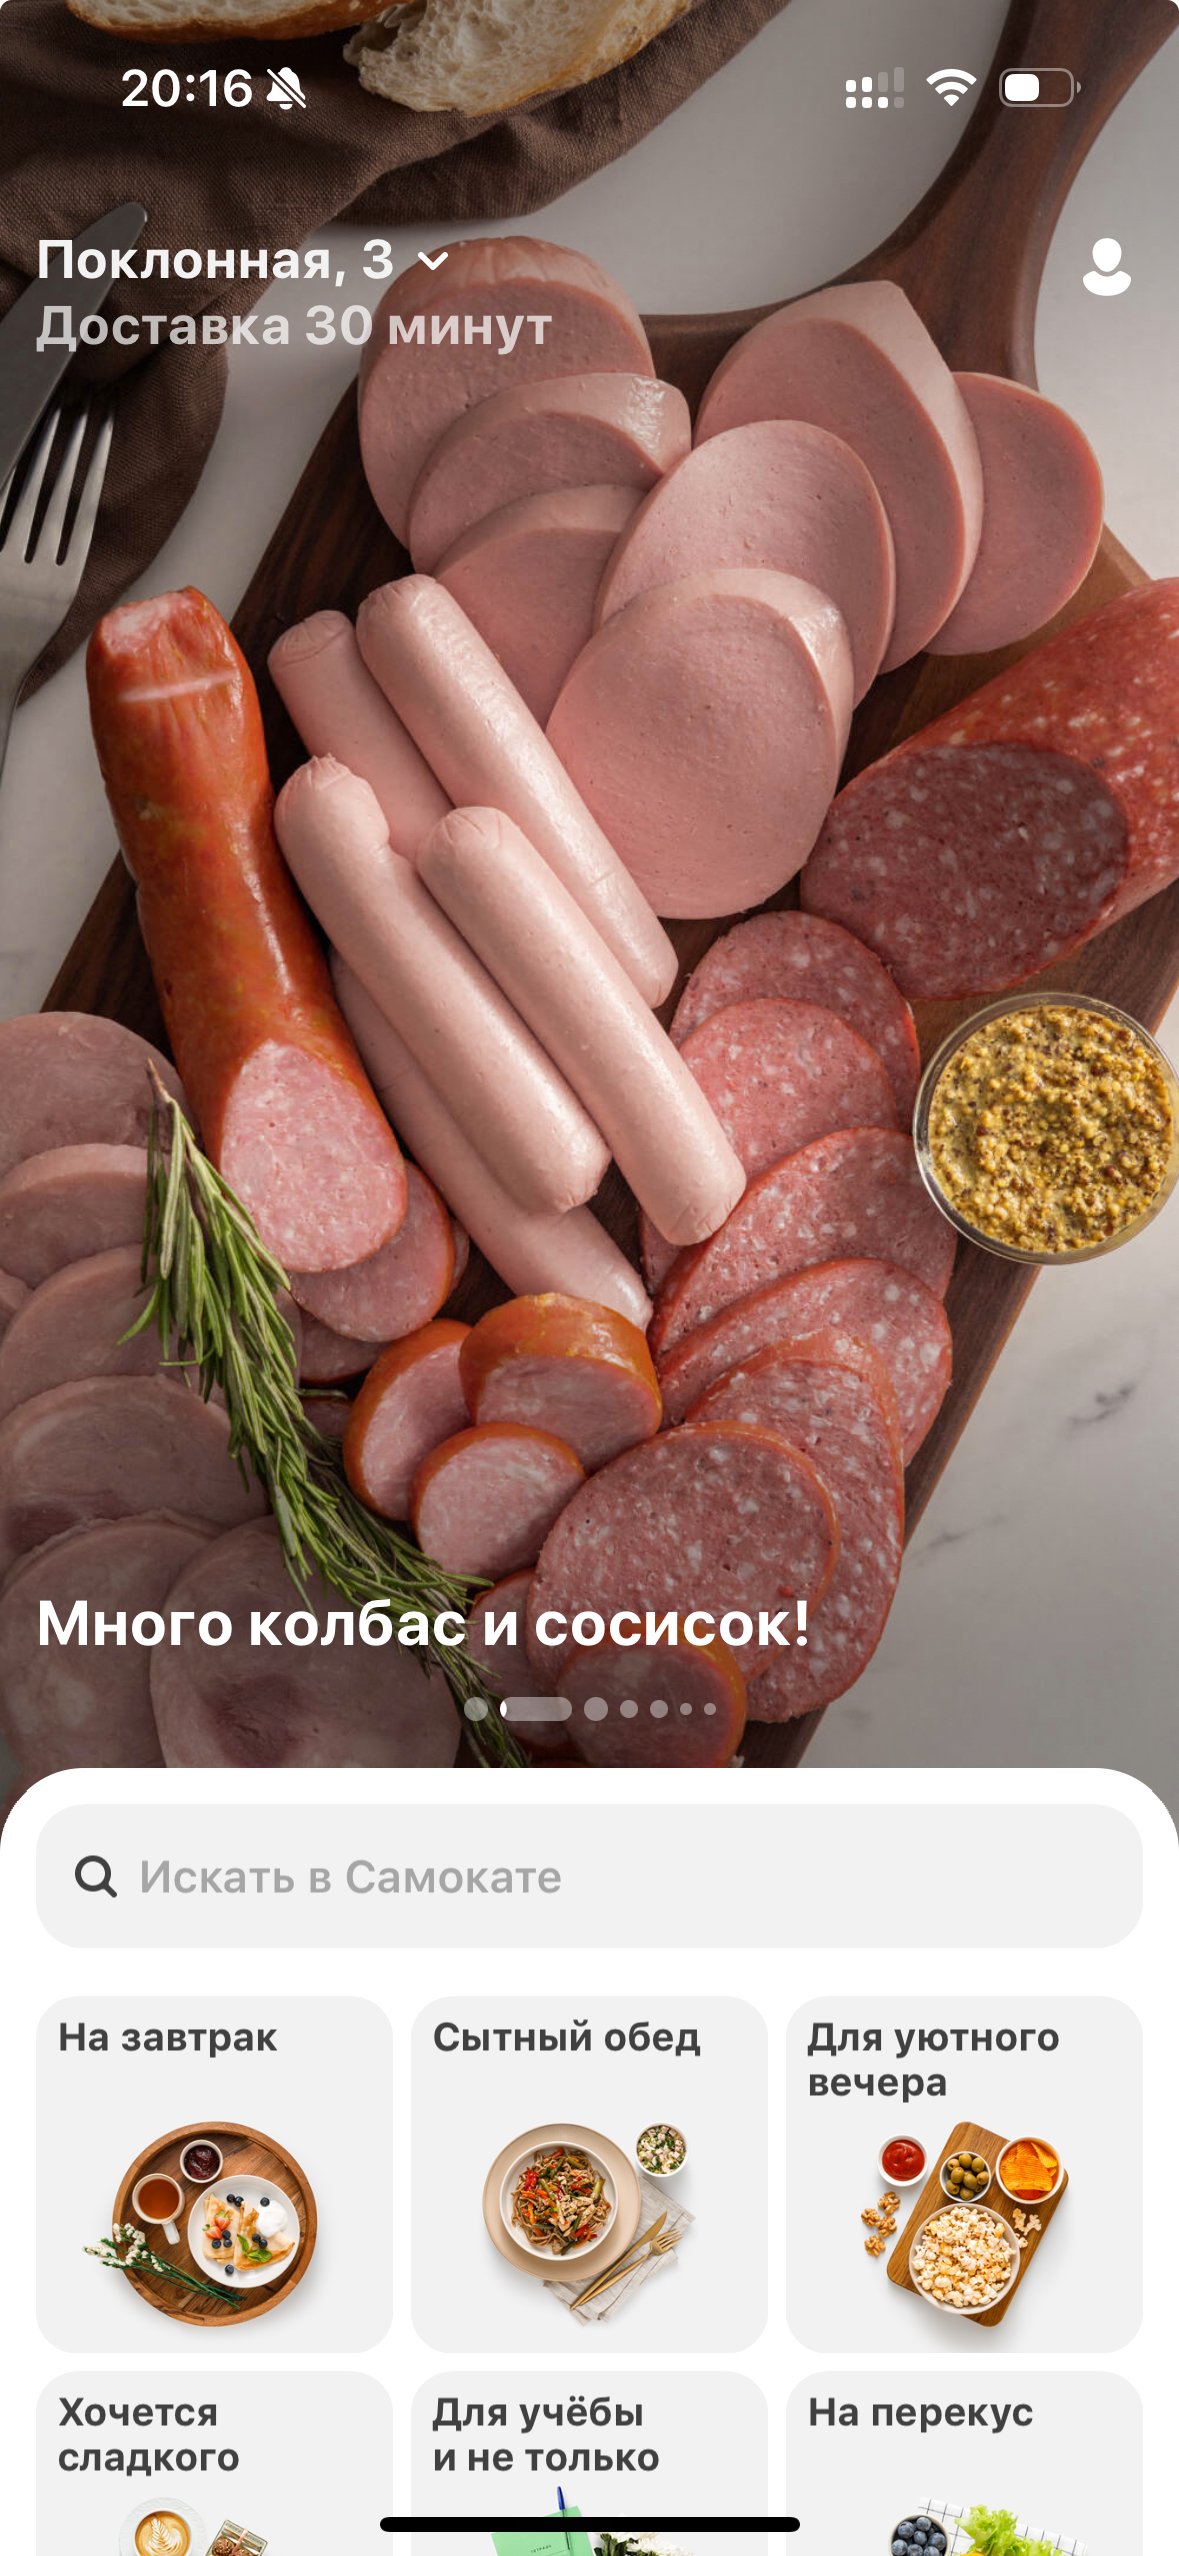 20:16
Поклонная, 3
Доставка 30 минут
Много колбас и сосисок!
Искать в Самокате
На завтрак
Сытный обед
Для уютного
вечера
Хочется
сладкого
Для учёбы
и не только
На перекус